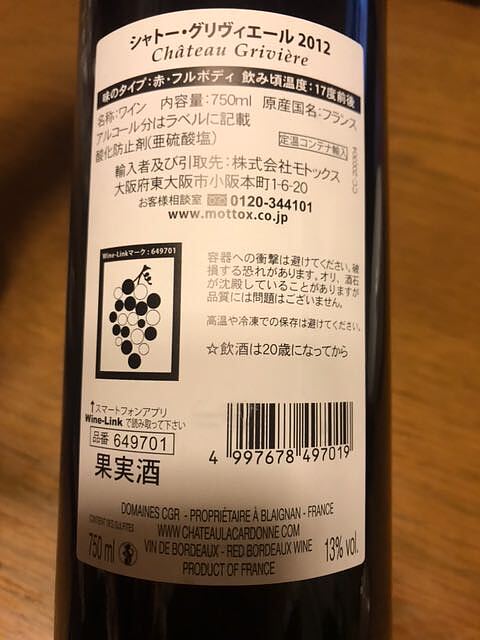 シャトー・グリヴィエール 2012
Château Grivière
味のタイプ:赤・フルボディ 飲み頃温度:17度前後
名称:ワイン 内容量:750ml 原産国名:フランス
アルコール分はラベルに記載
酸化防止剤(亜硫酸塩) 定温コンテナ輸入
輸入者及び引取先:株式会社モトックス
大阪府東大阪市小阪本町1-6-20
お客様相談室 0120-344101
www.mottox.co.jp
Wine-Linkマーク:649701
容器への衝撃は避けてください。破
損する恐れがあります。オリ、酒石
が沈殿していることがありますが
品質には問題はございません。
高温や冷凍での保存は避けてください。
☆飲酒は20歳になってから
↑スマートフォンアプリ
Wine-Link で読み取って下さい
品番 649701
果実酒
4 997678 497019
DOMAINES CGR - PROPRIÉTAIRE À BLAIGNAN - FRANCE
CONTIENT DES SULFITES
WWW.CHATEAULACARDONNE.COM
750 ml
VIN DE BORDEAUX - RED BORDEAUX WINE
13% vol.
PRODUCT OF FRANCE